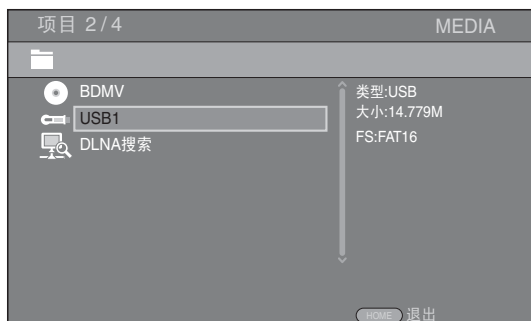 项目 2/4
MEDIA
BDMV
USB1
DLNA搜索
类型:USB
大小:14.779M
FS:FAT16
HOME 退出